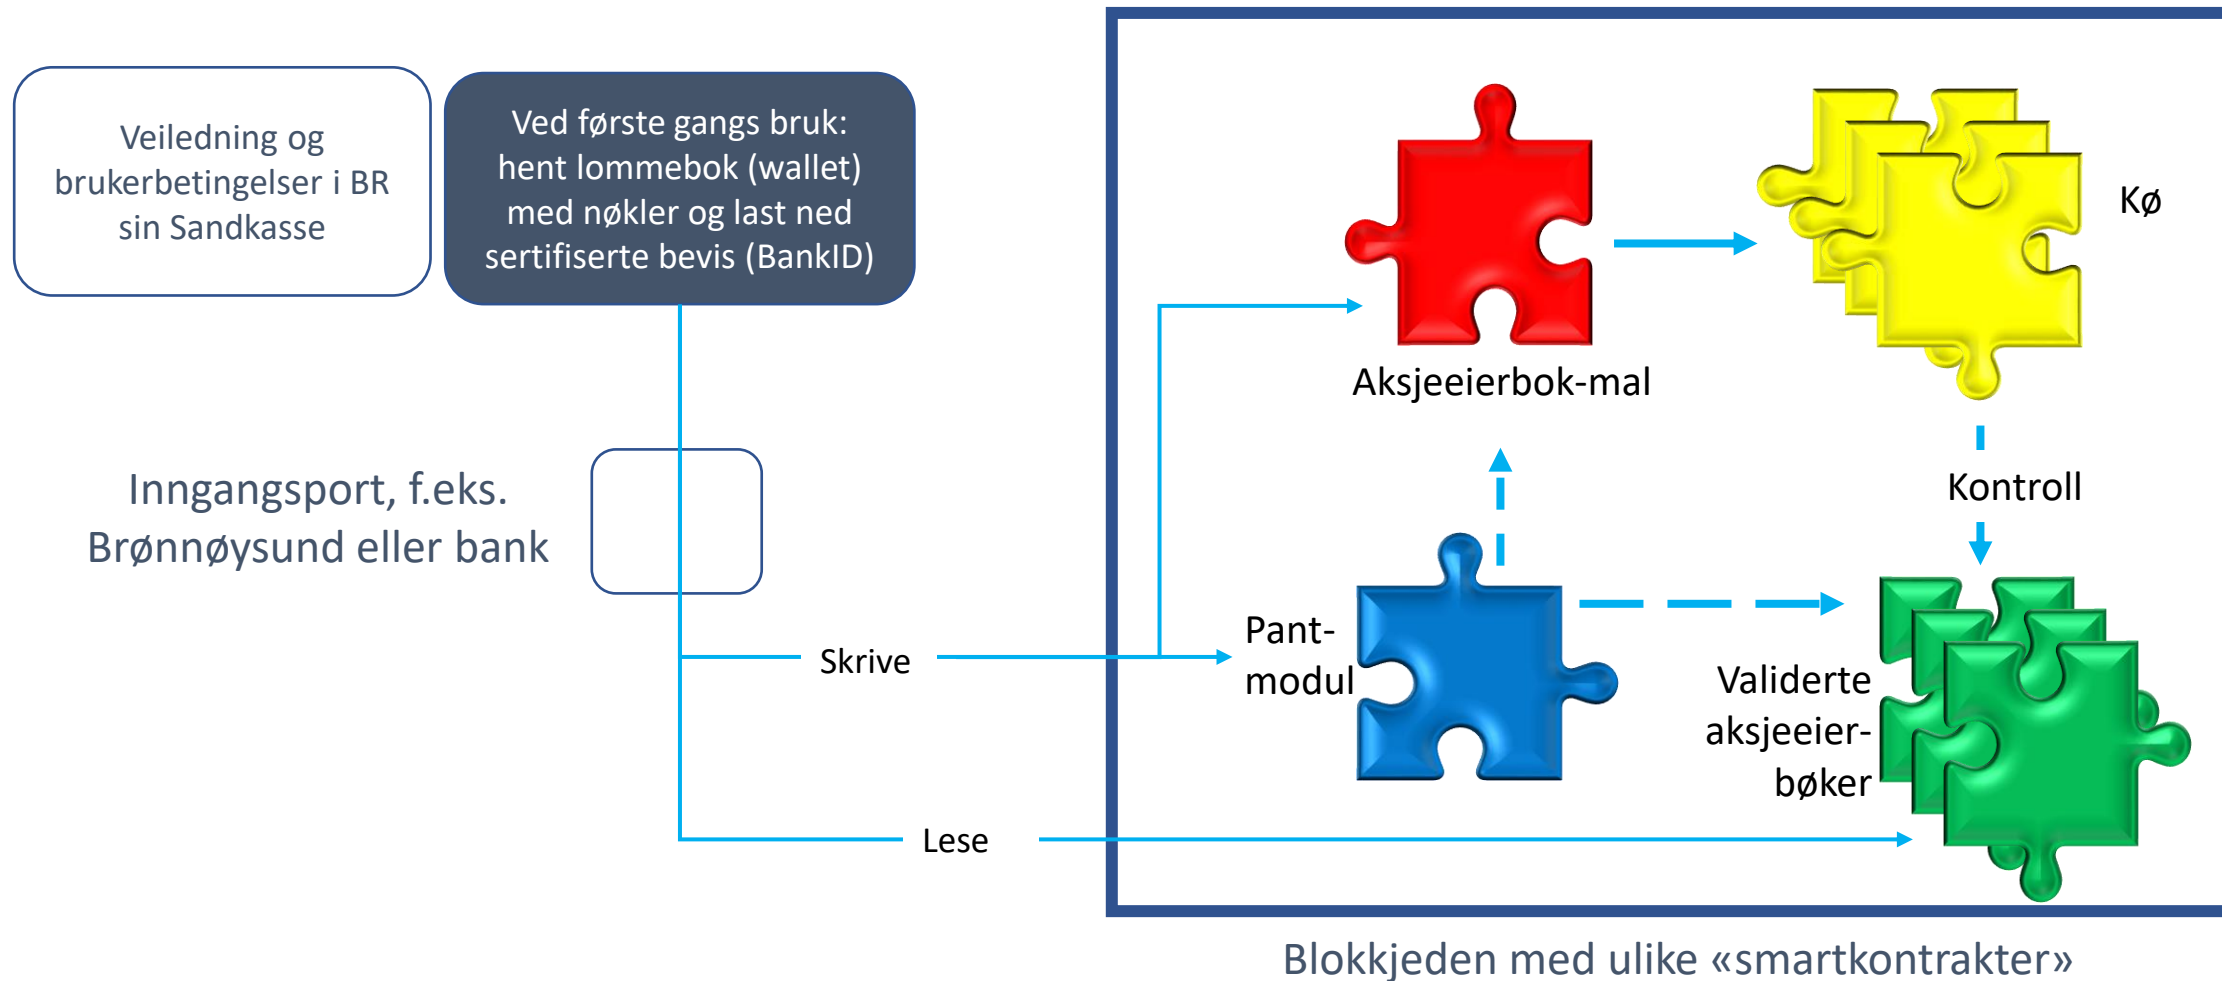 Veiledning og
brukerbetingelser i BR
sin Sandkasse
Ved første gangs bruk:
hent lommebok (wallet)
med nøkler og last ned
sertifiserte bevis (BankID)
Kø
Aksjeeierbok-mal
Inngangsport, f.eks.
Brønnøysund eller bank
Kontroll
Skrive
Pant-
modul
Validerte
aksjeeier-
bøker
Lese
Blokkjeden med ulike «smartkontrakter»